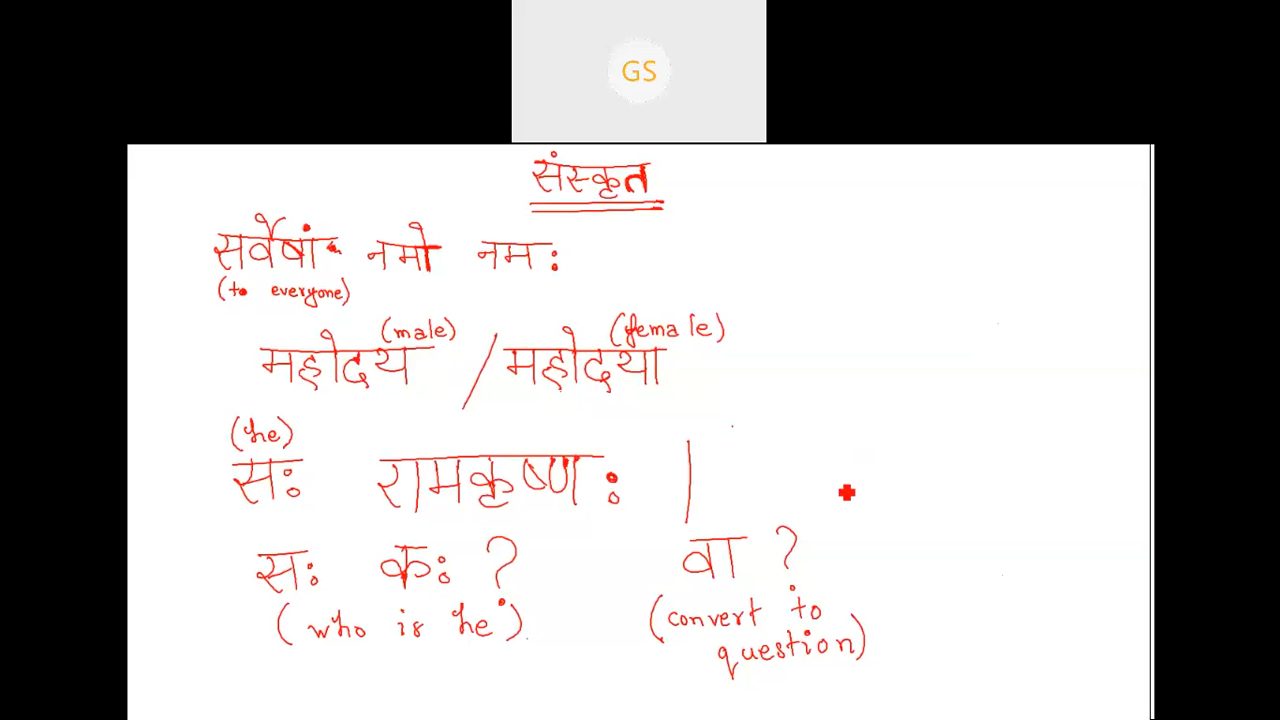 GS
संस्कृत
सर्वेषां नमो नमः
(to everyone)
(male) (female)
महोदय / महोदया
(he)
सः रामकृष्णः |
सः कः ? वा ?
(who is he) (convert to
question)